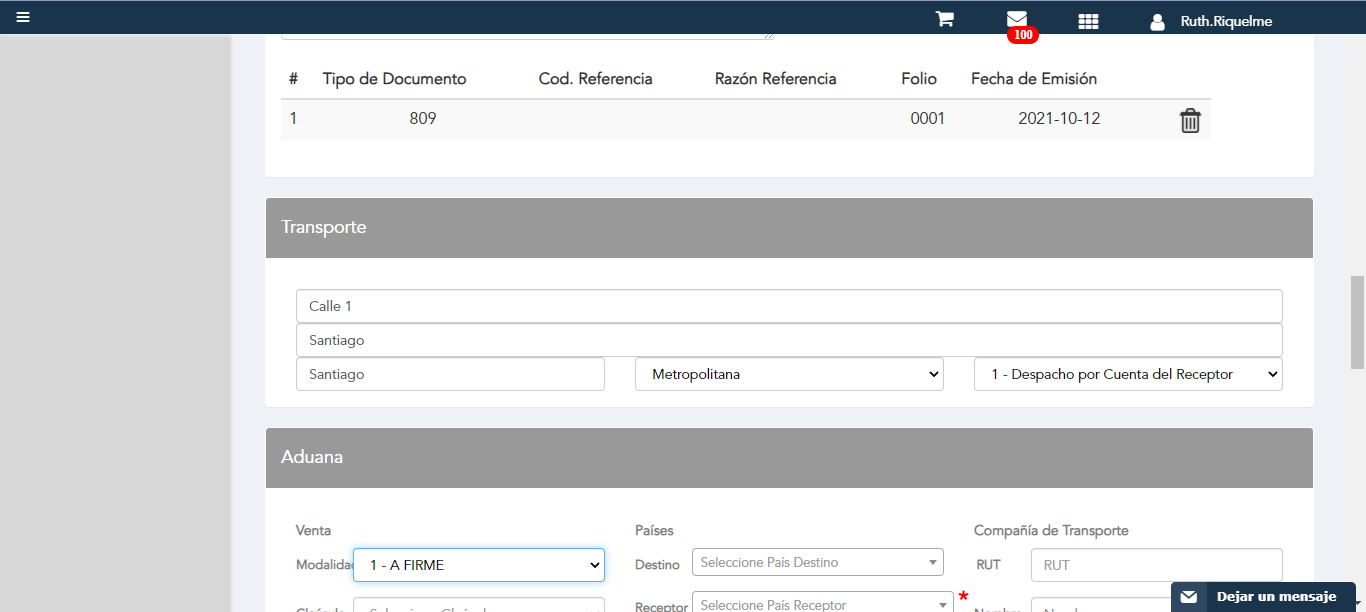 100
Ruth.Riquelme
# Tipo de Documento Cod. Referencia Razón Referencia Folio Fecha de Emisión
1 809 0001 2021-10-12
Transporte
Calle 1
Santiago
Santiago Metropolitana 1 - Despacho por Cuenta del Receptor
Aduana
Venta Países Compañía de Transporte
Modalidad 1 - A FIRME Destino Seleccione País Destino RUT RUT
Receptor Seleccione País Receptor *
Dejar un mensaje